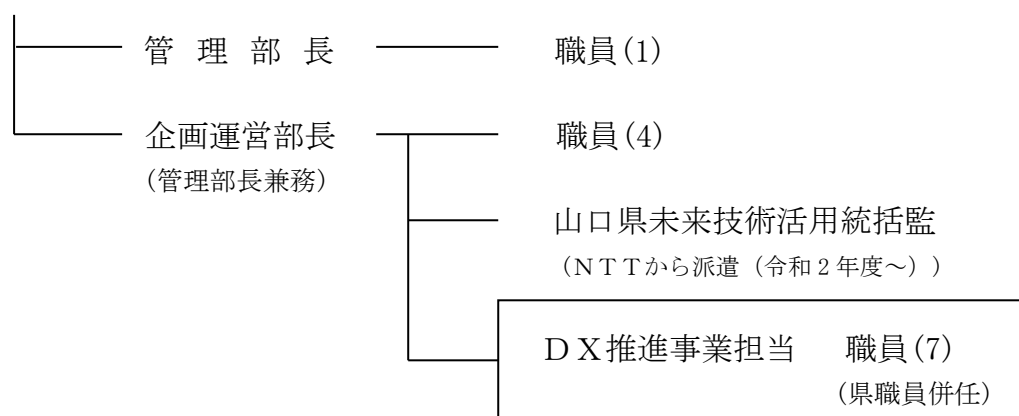 管 理 部 長 職員(1)
企画運営部長 職員(4)
（管理部長兼務）
山口県未来技術活用統括監
（ＮＴＴから派遣（令和２年度～））
ＤＸ推進事業担当 職員(7)
（県職員併任）